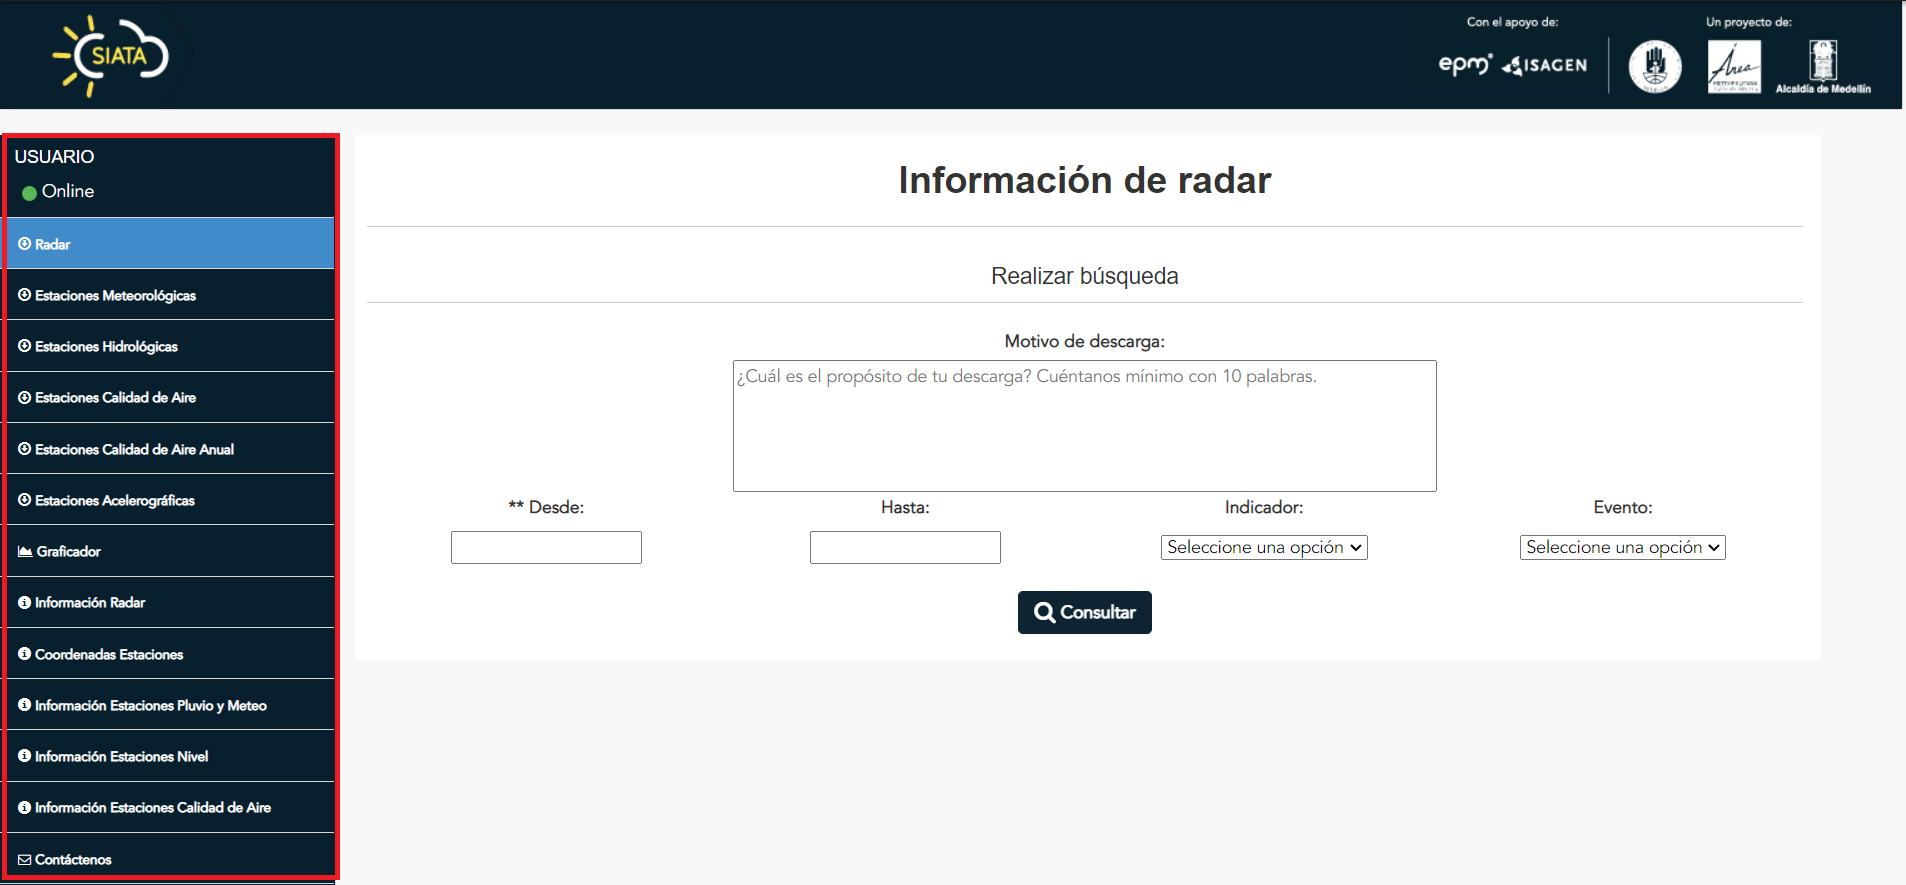 SIATA
Con el apoyo de:
Un proyecto de:
epm
ISAGEN
Área
METROPOLITANA
Alcaldía de Medellín
USUARIO
Online
Radar
Estaciones Meteorológicas
Estaciones Hidrológicas
Estaciones Calidad de Aire
Estaciones Calidad de Aire Anual
Estaciones Acelerográficas
Graficador
Información Radar
Coordenadas Estaciones
Información Estaciones Pluvio y Meteo
Información Estaciones Nivel
Información Estaciones Calidad de Aire
Contáctenos
Información de radar
Realizar búsqueda
Motivo de descarga:
¿Cuál es el propósito de tu descarga? Cuéntanos mínimo con 10 palabras.
** Desde:
Hasta:
Indicador:
Evento:
Seleccione una opción
Seleccione una opción
Consultar